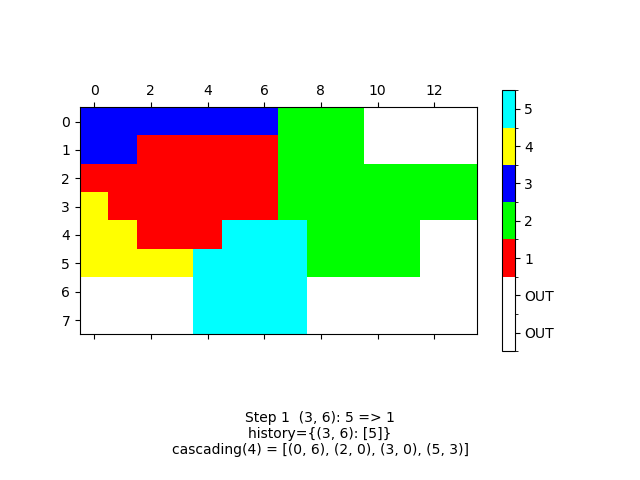 0 2 4 6 8 10 12
0
1
2
3
4
5
6
7
5
4
3
2
1
OUT
OUT
Step 1  (3, 6): 5 => 1
history={(3, 6): [5]}
cascading(4) = [(0, 6), (2, 0), (3, 0), (5, 3)]